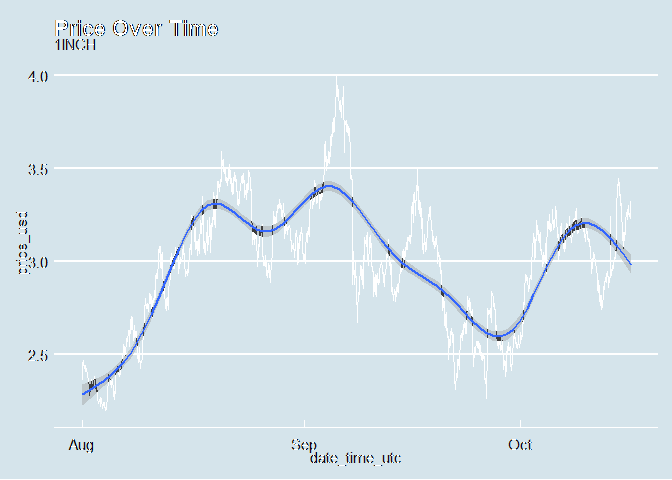 Price Over Time
1INCH
4.0
3.5
3.0
2.5
price_usd
Aug Sep Oct
date_time_utc